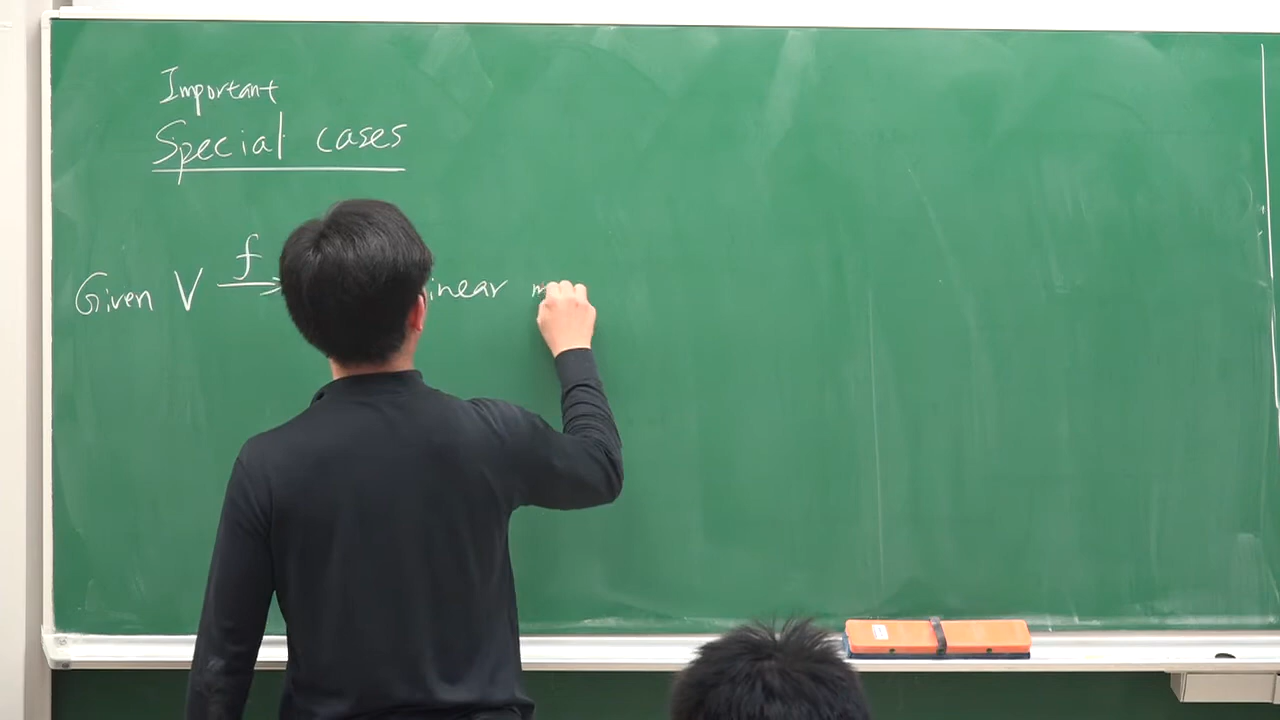 Important
Special cases
Given V f→ inear m